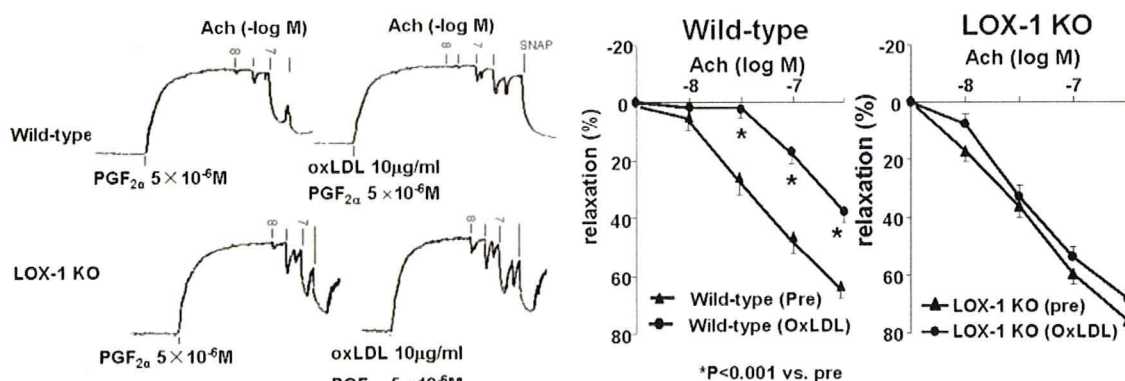 Ach (-log M)
8
7
Wild-type
PGF2α 5×10-6M
Ach (-log M)
8
7
SNAP
oxLDL 10μg/ml
PGF2α 5×10-6M
8
7
LOX-1 KO
PGF2α 5×10-6M
8
7
oxLDL 10μg/ml
PGF2α 5×10-6M
Wild-type
Ach (log M)
-20
-8
-7
0
20
40
60
80
relaxation (%)
*
*
*
Wild-type (Pre)
Wild-type (OxLDL)
*P<0.001 vs. pre
LOX-1 KO
Ach (log M)
-20
-8
-7
0
20
40
60
80
relaxation (%)
LOX-1 KO (pre)
LOX-1 KO (OxLDL)